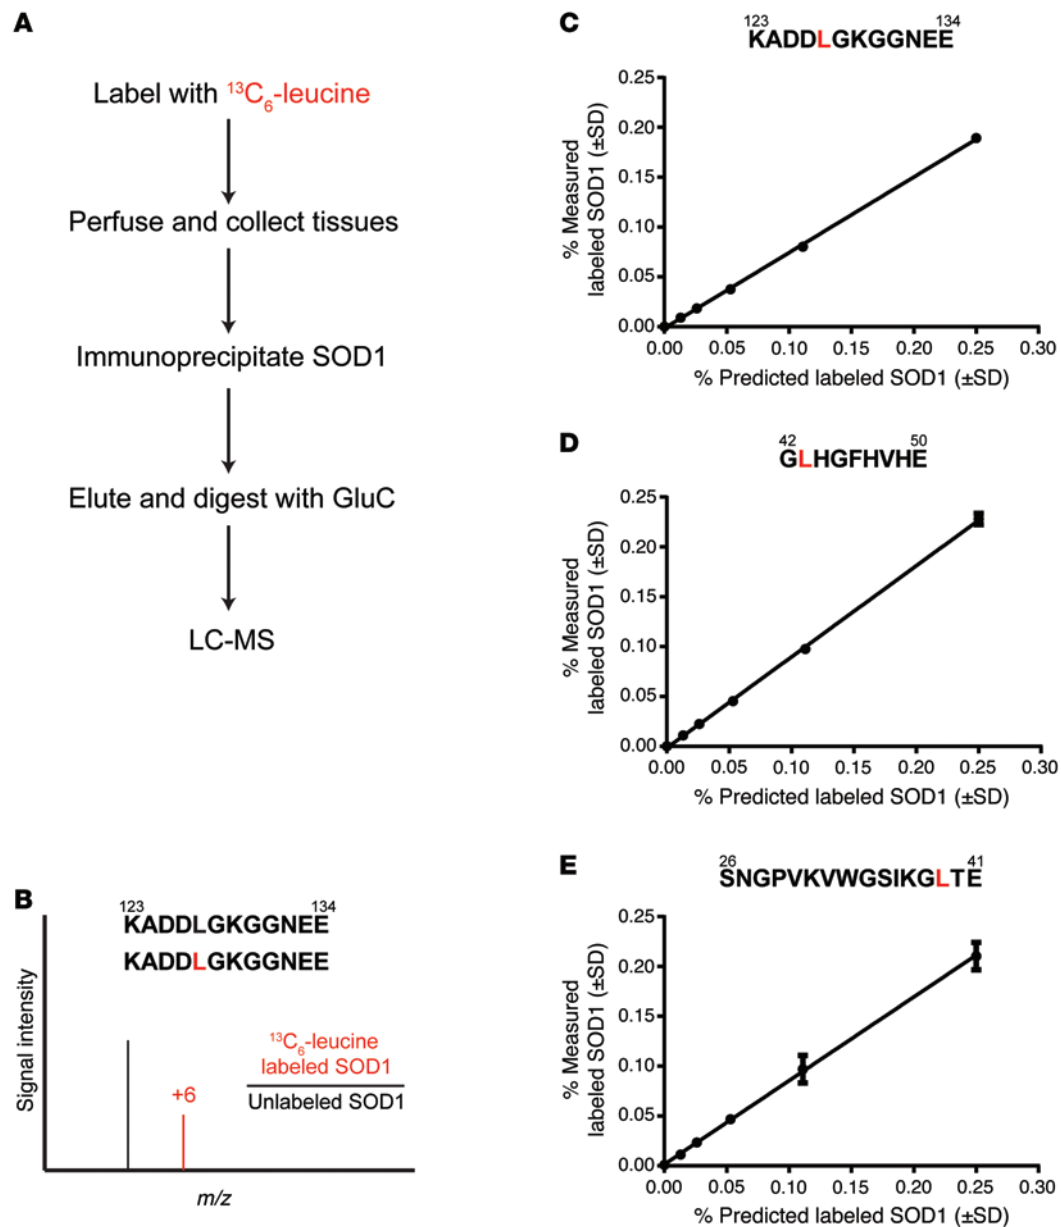 A
Label with ¹³C₆-leucine
Perfuse and collect tissues
Immunoprecipitate SOD1
Elute and digest with GluC
LC-MS
B
123 134
KADDLGKGGNEE
KADDLGKGGNEE
Signal intensity
+6
¹³C₆-leucine
labeled SOD1
Unlabeled SOD1
m/z
C
123 134
KADDLGKGGNEE
% Measured
labeled SOD1 (±SD)
0.25
0.20
0.15
0.10
0.05
0.00
0.00 0.05 0.10 0.15 0.20 0.25 0.30
% Predicted labeled SOD1 (±SD)
D
42 50
GLHGFHVHE
% Measured
labeled SOD1 (±SD)
0.25
0.20
0.15
0.10
0.05
0.00
0.00 0.05 0.10 0.15 0.20 0.25 0.30
% Predicted labeled SOD1 (±SD)
E
26 41
SNGPVKVWGSIKGLTE
% Measured
labeled SOD1 (±SD)
0.25
0.20
0.15
0.10
0.05
0.00
0.00 0.05 0.10 0.15 0.20 0.25 0.30
% Predicted labeled SOD1 (±SD)